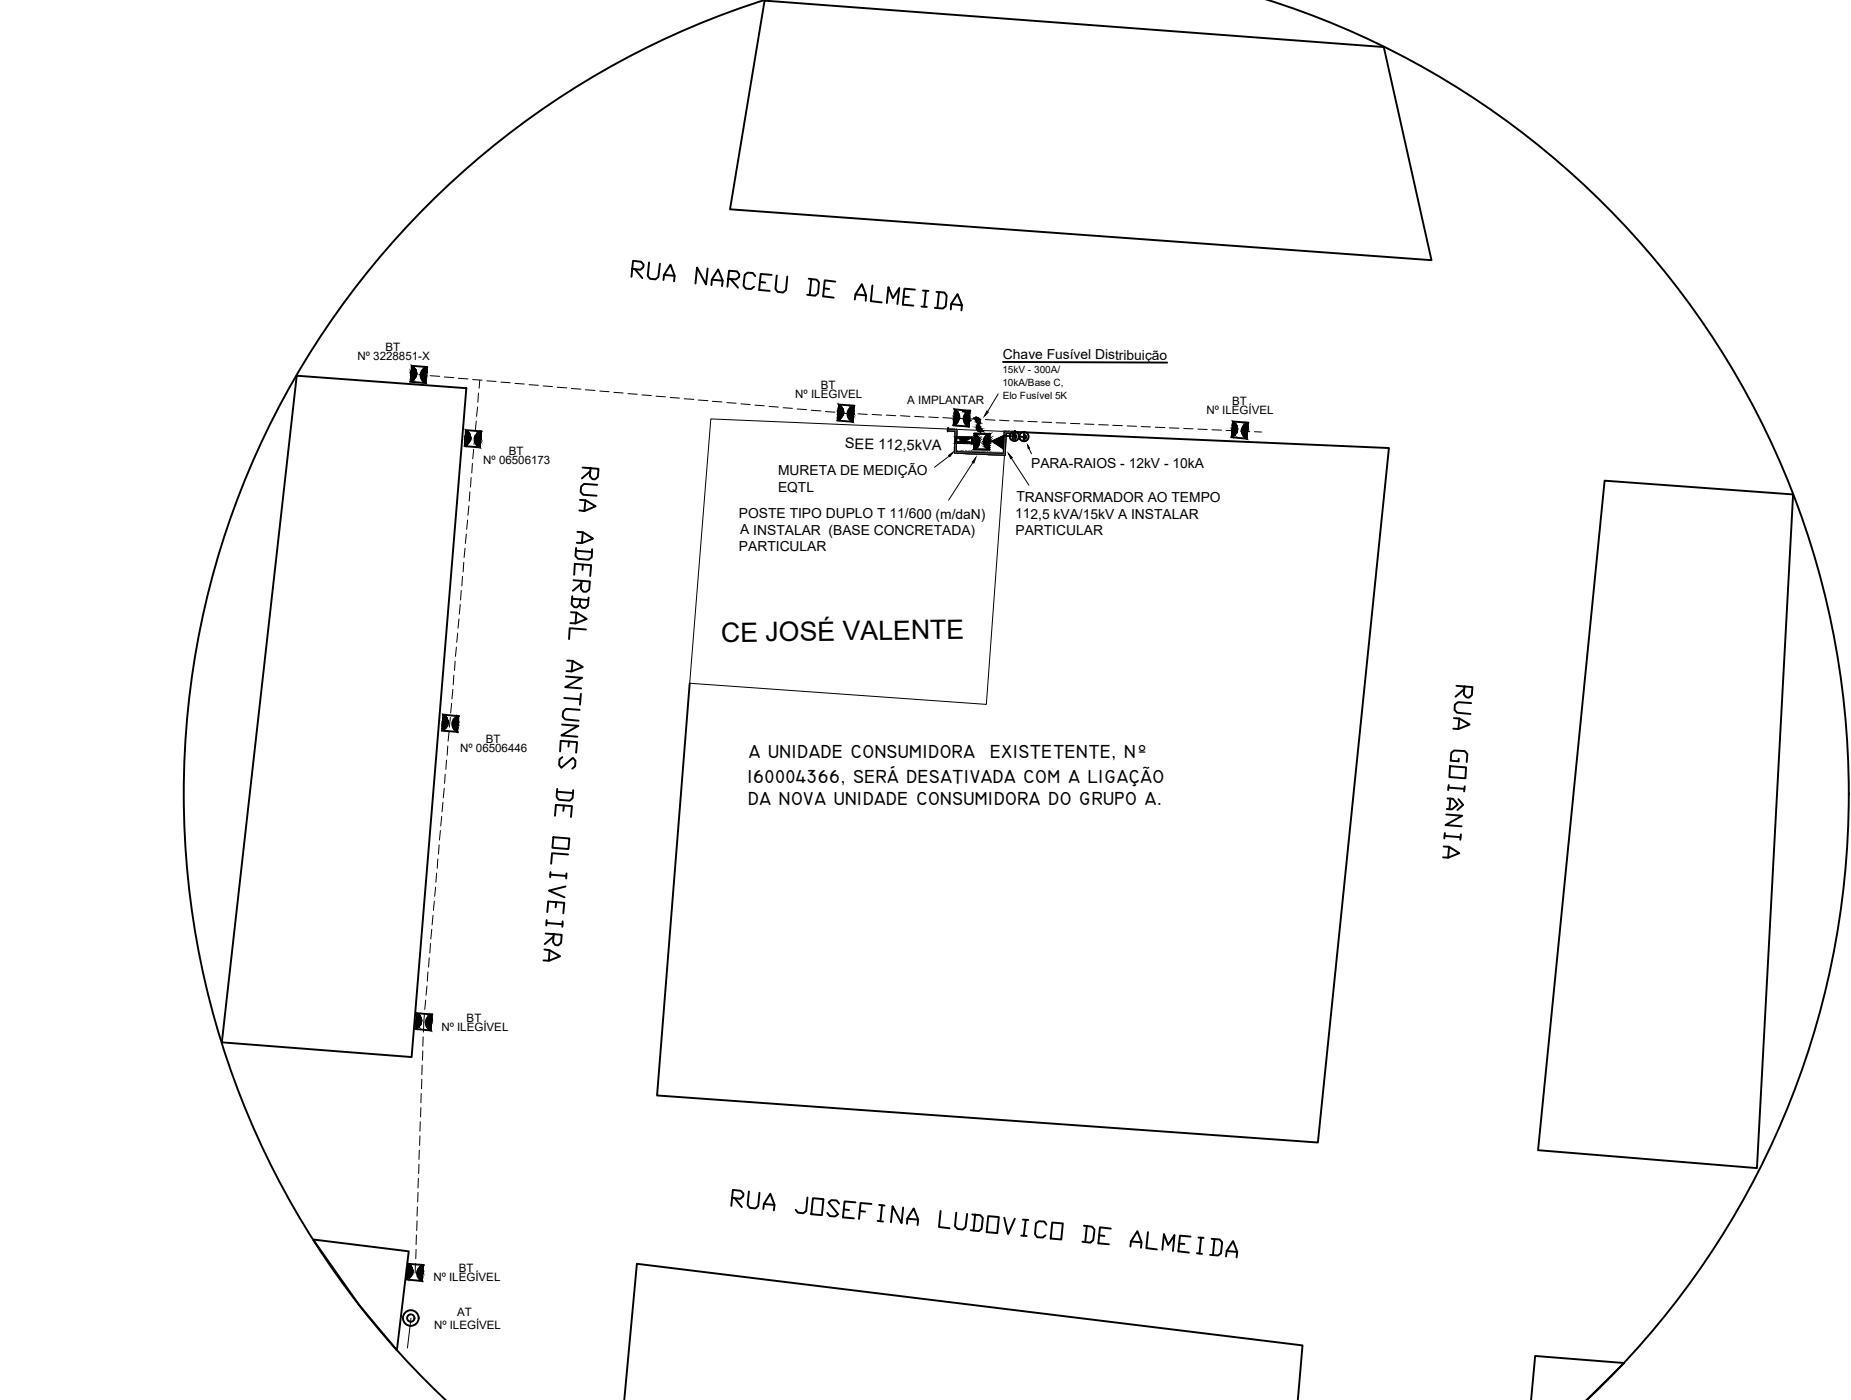 RUA NARCEU DE ALMEIDA
BT
Nº 3228851-X
Chave Fusível Distribuição
15kV - 300A/
10kA/Base C,
Elo Fusível 5K
BT
Nº ILEGÍVEL
A IMPLANTAR
BT
Nº ILEGÍVEL
BT
Nº 06506173
SEE 112,5kVA
MURETA DE MEDIÇÃO
EQTL
PARA-RAIOS - 12kV - 10kA
POSTE TIPO DUPLO T 11/600 (m/daN)
A INSTALAR (BASE CONCRETADA)
PARTICULAR
TRANSFORMADOR AO TEMPO
112,5 kVA/15kV A INSTALAR
PARTICULAR
RUA ADERBAL ANTUNES DE OLIVEIRA
CE JOSÉ VALENTE
BT
Nº 06506446
A UNIDADE CONSUMIDORA EXISTETENTE, Nº
160004366, SERÁ DESATIVADA COM A LIGAÇÃO
DA NOVA UNIDADE CONSUMIDORA DO GRUPO A.
RUA GOIÂNIA
BT
Nº ILEGÍVEL
RUA JOSEFINA LUDOVICO DE ALMEIDA
BT
Nº ILEGÍVEL
AT
Nº ILEGÍVEL